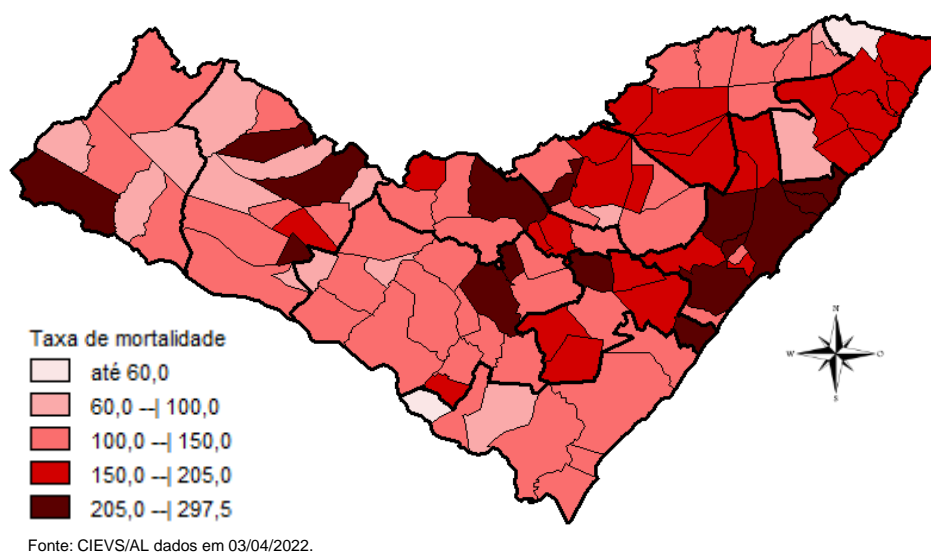 Taxa de mortalidade
até 60,0
60,0 --| 100,0
100,0 --| 150,0
150,0 --| 205,0
205,0 --| 297,5
N
W
O
S
Fonte: CIEVS/AL dados em 03/04/2022.